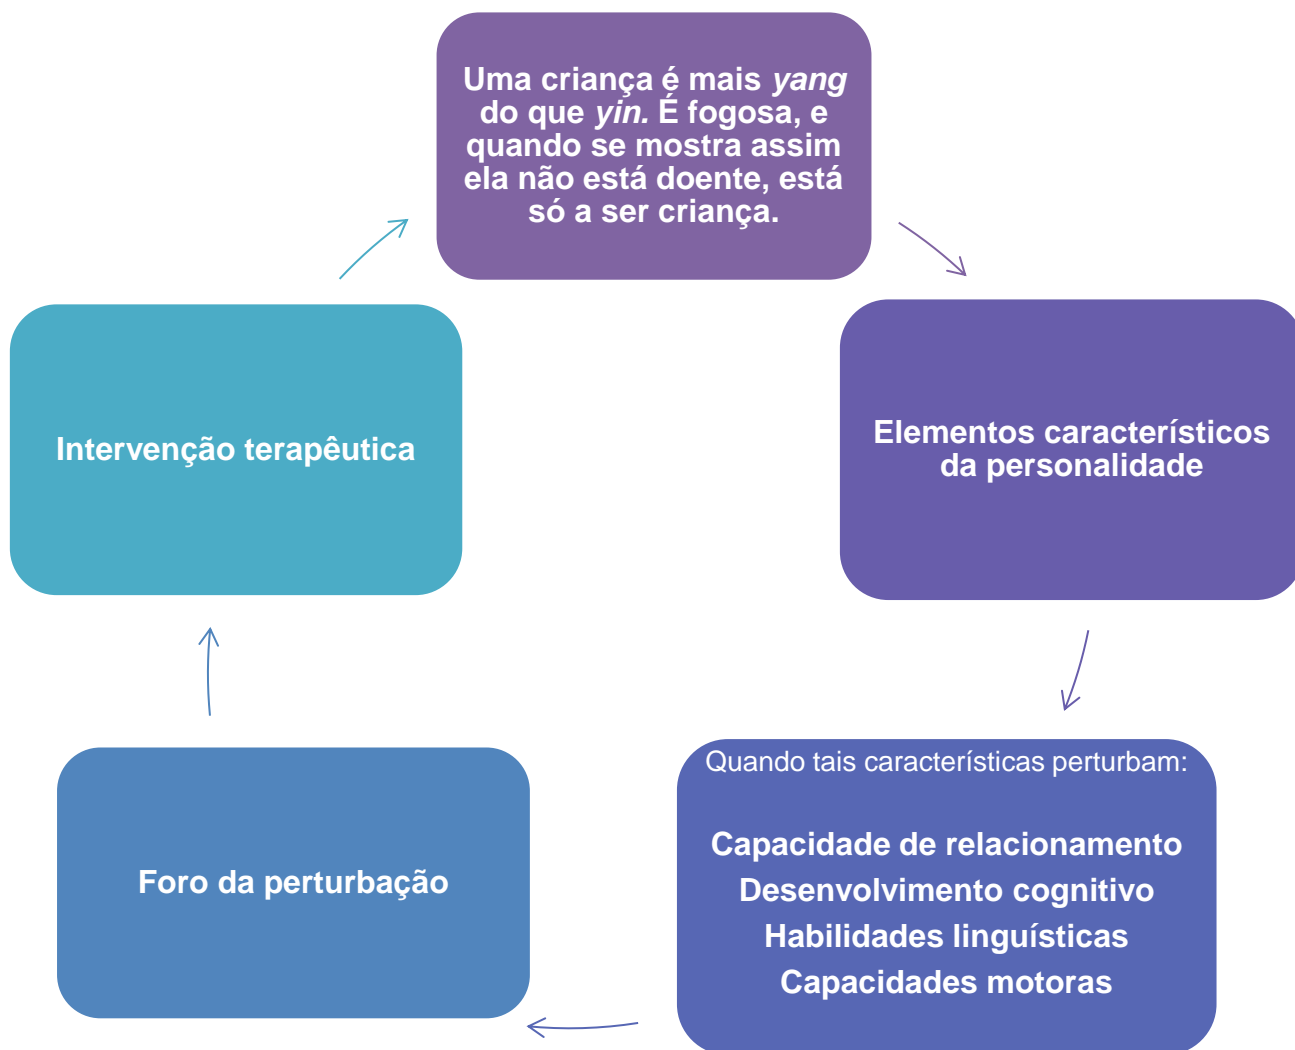 Uma criança é mais yang
do que yin. É fogosa, e
quando se mostra assim
ela não está doente, está
só a ser criança.
Elementos característicos
da personalidade
Quando tais características perturbam:
Capacidade de relacionamento
Desenvolvimento cognitivo
Habilidades linguísticas
Capacidades motoras
Foro da perturbação
Intervenção terapêutica